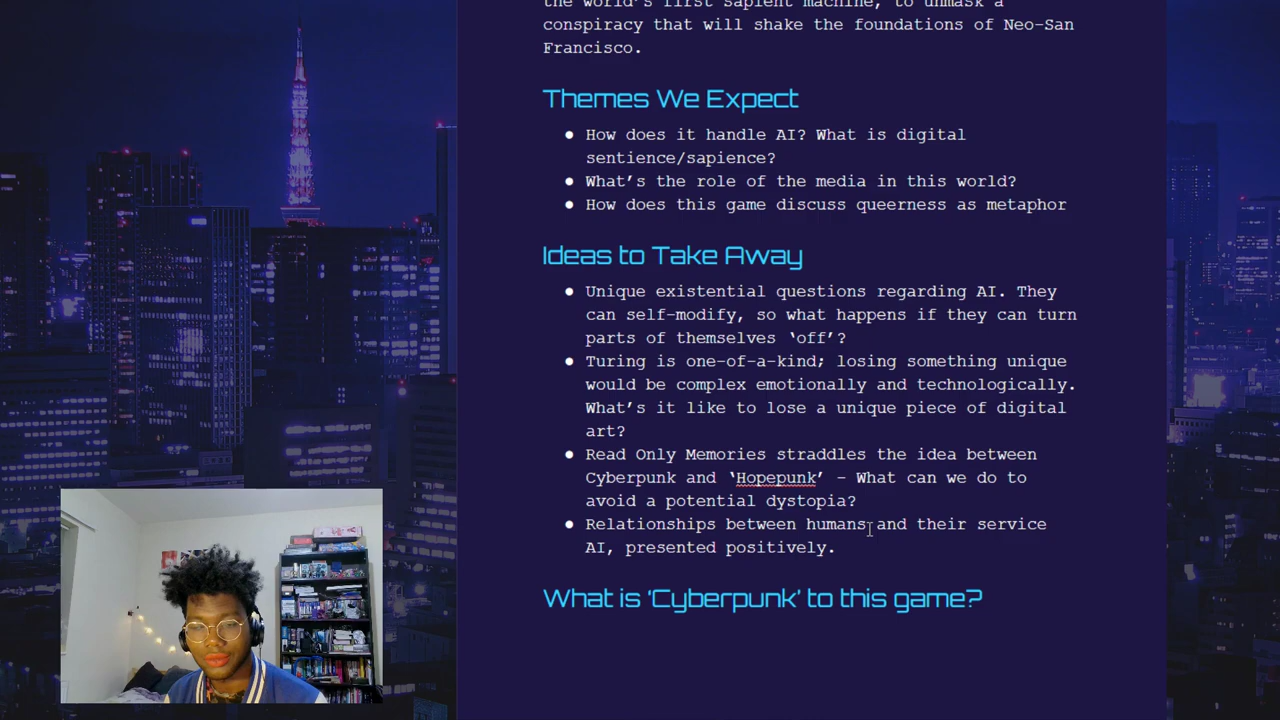 the world's first sapient machine, to unmask a
conspiracy that will shake the foundations of Neo-San
Francisco.
Themes We Expect
● How does it handle AI? What is digital
sentience/sapience?
● What's the role of the media in this world?
● How does this game discuss queerness as metaphor
Ideas to Take Away
● Unique existential questions regarding AI. They
can self-modify, so what happens if they can turn
parts of themselves 'off'?
● Turing is one-of-a-kind; losing something unique
would be complex emotionally and technologically.
What's it like to lose a unique piece of digital
art?
● Read Only Memories straddles the idea between
Cyberpunk and 'Hopepunk' - What can we do to
avoid a potential dystopia?
● Relationships between humans and their service
AI, presented positively.
What is 'Cyberpunk' to this game?